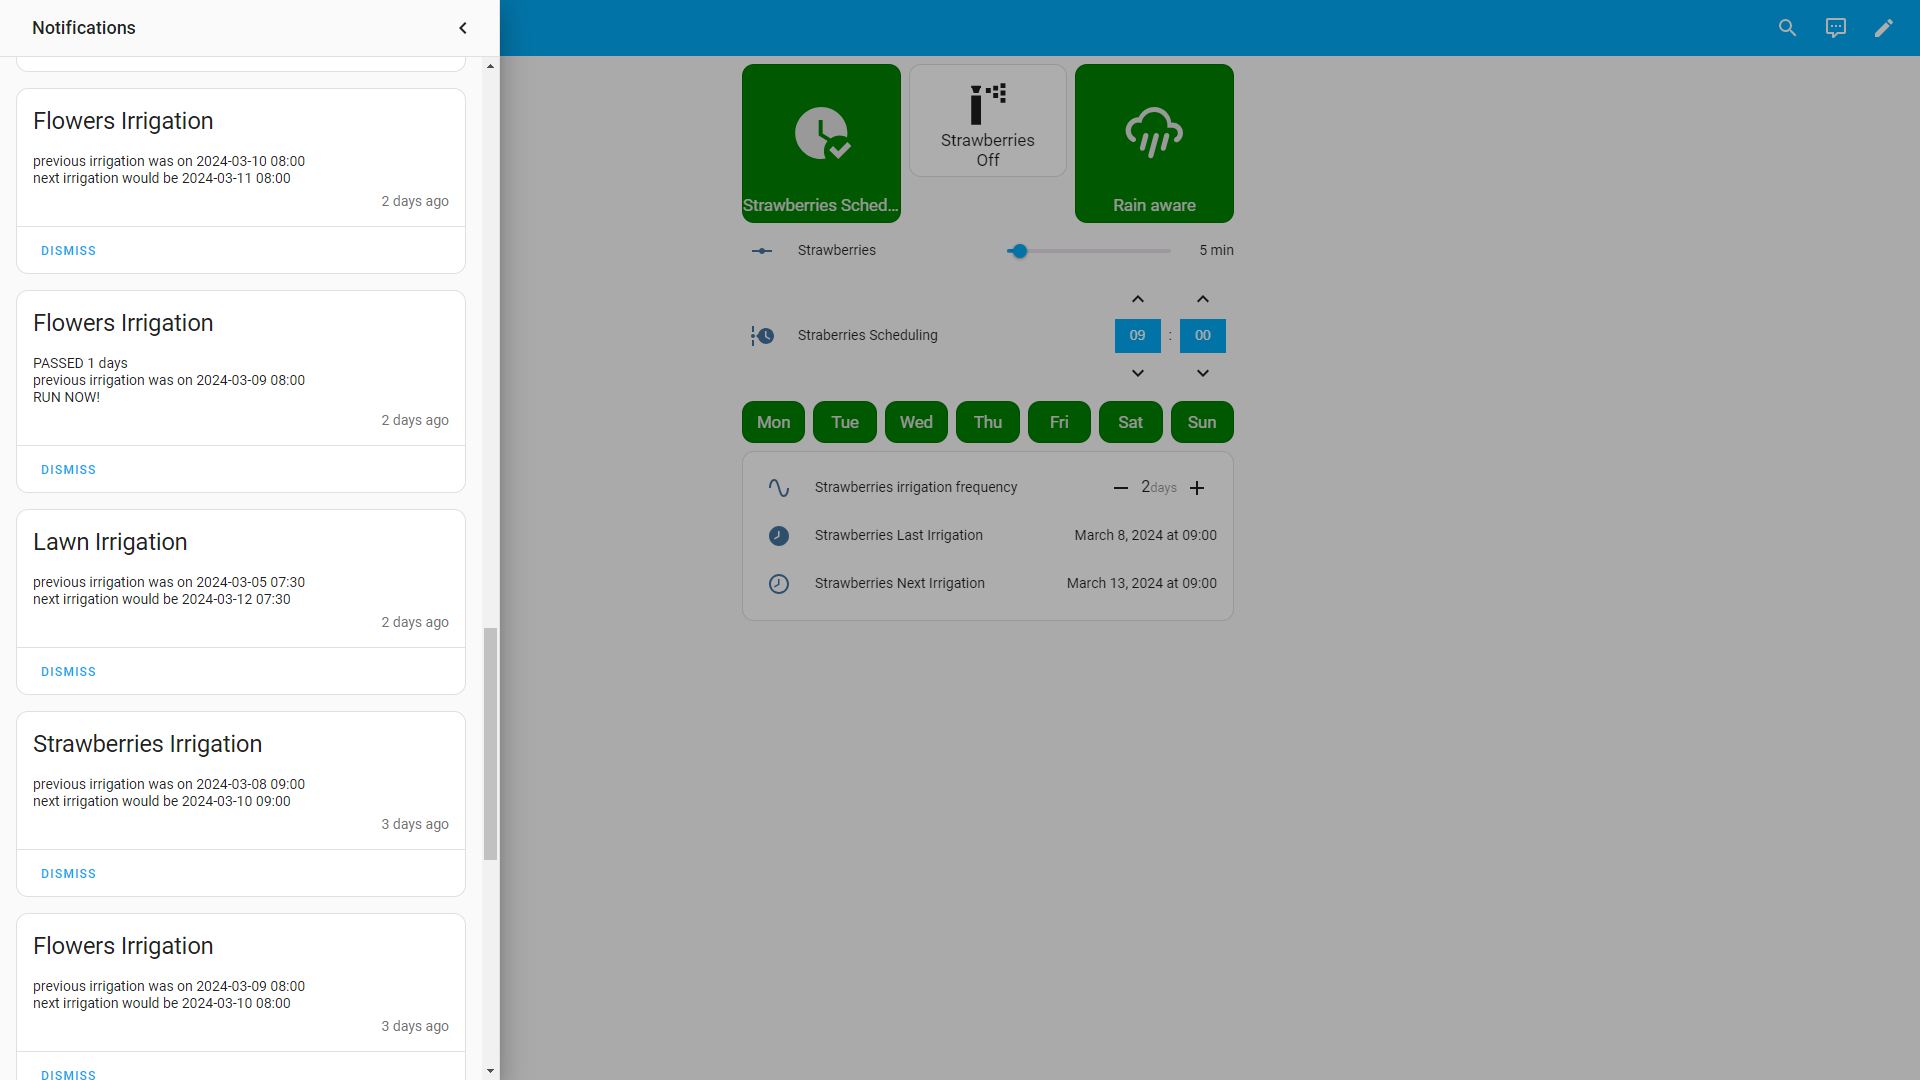 Notifications
Flowers Irrigation
previous irrigation was on 2024-03-10 08:00
next irrigation would be 2024-03-11 08:00
2 days ago
DISMISS
Flowers Irrigation
PASSED 1 days
previous irrigation was on 2024-03-09 08:00
RUN NOW!
2 days ago
DISMISS
Lawn Irrigation
previous irrigation was on 2024-03-05 07:30
next irrigation would be 2024-03-12 07:30
2 days ago
DISMISS
Strawberries Irrigation
previous irrigation was on 2024-03-08 09:00
next irrigation would be 2024-03-10 09:00
3 days ago
DISMISS
Flowers Irrigation
previous irrigation was on 2024-03-09 08:00
next irrigation would be 2024-03-10 08:00
3 days ago
DISMISS
Strawberries Sched...
Strawberries
Off
Rain aware
Strawberries 5 min
Straberries Scheduling 09 : 00
Mon Tue Wed Thu Fri Sat Sun
Strawberries irrigation frequency 2 days
Strawberries Last Irrigation March 8, 2024 at 09:00
Strawberries Next Irrigation March 13, 2024 at 09:00